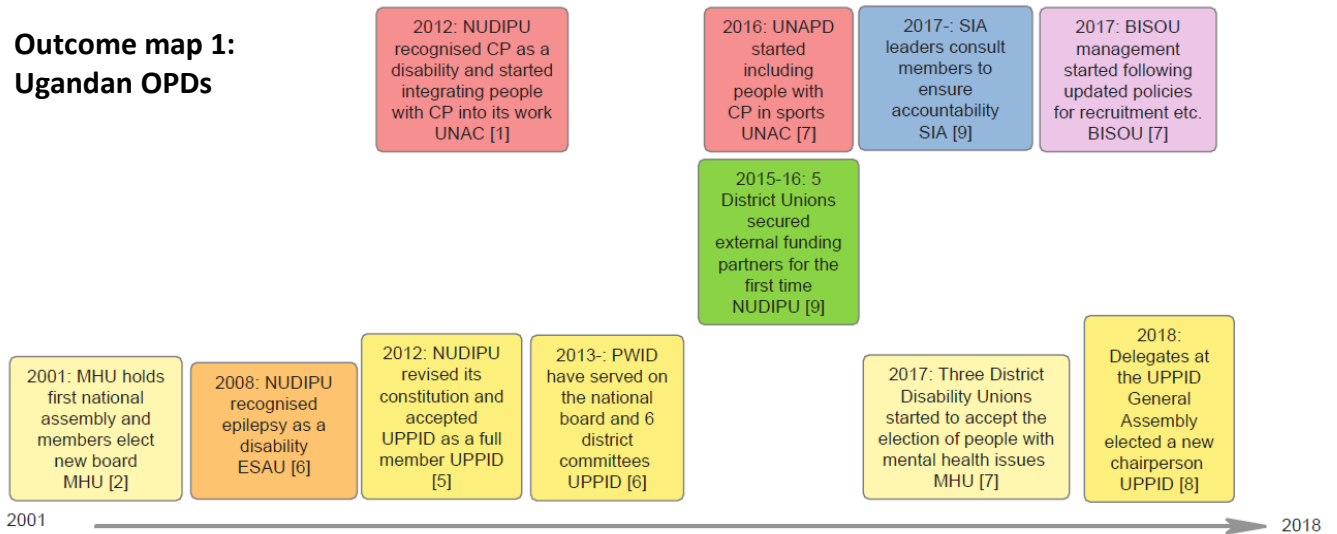 Outcome map 1:
Ugandan OPDs
2012: NUDIPU
recognised CP as a
disability and started
integrating people
with CP into its work
UNAC [1]
2016: UNAPD
started
including
people with
CP in sports
UNAC [7]
2017-: SIA
leaders consult
members to
ensure
accountability
SIA [9]
2017: BISOU
management
started following
updated policies
for recruitment etc.
BISOU [7]
2015-16: 5
District Unions
secured
external funding
partners for the
first time
NUDIPU [9]
2001: MHU holds
first national
assembly and
members elect
new board
MHU [2]
2008: NUDIPU
recognised
epilepsy as a
disability
ESAU [6]
2012: NUDIPU
revised its
constitution and
accepted
UPPID as a full
member UPPID
[5]
2013-: PWID
have served on
the national
board and 6
district
committees
UPPID [6]
2017: Three District
Disability Unions
started to accept the
election of people with
mental health issues
MHU [7]
2018:
Delegates at
the UPPID
General
Assembly
elected a new
chairperson
UPPID [8]
2001
2018